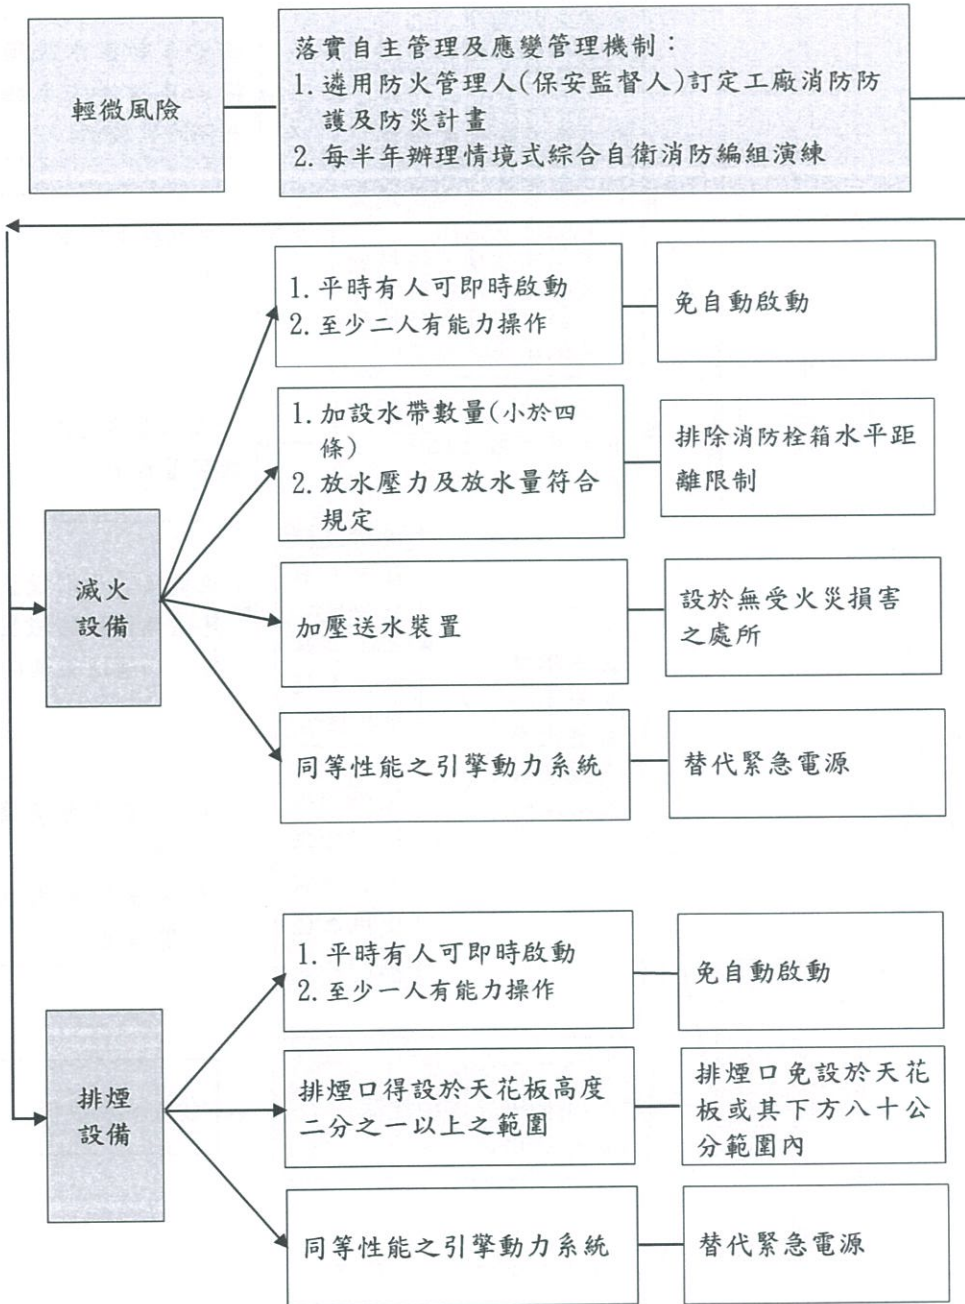 輕微風險
落實自主管理及應變管理機制：
1. 遴用防火管理人(保安監督人)訂定工廠消防防
護及防災計畫
2. 每半年辦理情境式綜合自衛消防編組演練
滅火
設備
1. 平時有人可即時啟動
2. 至少二人有能力操作
免自動啟動
1. 加設水帶數量(小於四
條)
2. 放水壓力及放水量符合
規定
排除消防栓箱水平距
離限制
加壓送水裝置
設於無受火災損害
之處所
同等性能之引擎動力系統
替代緊急電源
排煙
設備
1. 平時有人可即時啟動
2. 至少一人有能力操作
免自動啟動
排煙口得設於天花板高度
二分之一以上之範圍
排煙口免設於天花
板或其下方八十公
分範圍內
同等性能之引擎動力系統
替代緊急電源